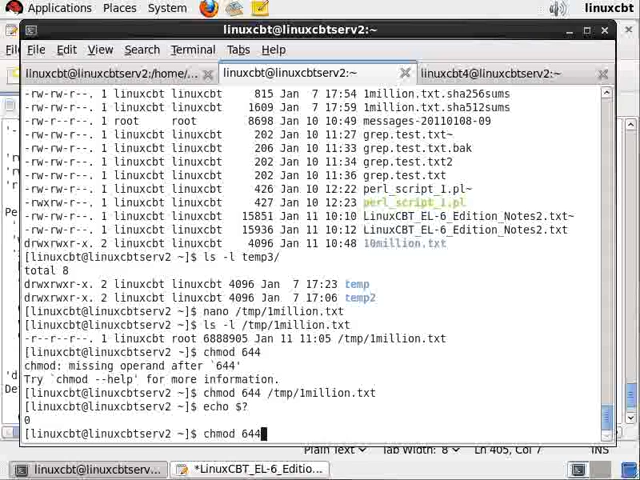 Applications Places System linuxcbt
linuxcbt@linuxcbtserv2:~
File Edit View Search Terminal Tabs Help
linuxcbt@linuxcbtserv2:/home/... linuxcbt@linuxcbtserv2:~ linuxcbt4@linuxcbtserv2:~
-rw-rw-r--. 1 linuxcbt linuxcbt 815 Jan 7 17:54 1million.txt.sha256sums
-rw-rw-r--. 1 linuxcbt linuxcbt 1609 Jan 7 17:59 1million.txt.sha512sums
-rw-r--r--. 1 root root 8698 Jan 10 10:49 messages-20110108-09
-rw-rw-r--. 1 linuxcbt linuxcbt 202 Jan 10 11:27 grep.test.txt~
-rw-rw-r--. 1 linuxcbt linuxcbt 206 Jan 10 11:33 grep.test.txt.bak
-rw-rw-r--. 1 linuxcbt linuxcbt 202 Jan 10 11:34 grep.test.txt2
-rw-rw-r--. 1 linuxcbt linuxcbt 202 Jan 10 11:36 grep.test.txt
-rw-rw-r--. 1 linuxcbt linuxcbt 426 Jan 10 12:22 perl_script_1.pl~
-rwxrw-r--. 1 linuxcbt linuxcbt 427 Jan 10 12:23 perl_script_1.pl
-rw-rw-r--. 1 linuxcbt linuxcbt 15851 Jan 11 10:10 LinuxCBT_EL-6_Edition_Notes2.txt~
-rw-rw-r--. 1 linuxcbt linuxcbt 15936 Jan 11 10:12 LinuxCBT_EL-6_Edition_Notes2.txt
drwxrwxr-x. 2 linuxcbt linuxcbt 4096 Jan 11 10:48 10million.txt
[linuxcbt@linuxcbtserv2 ~]$ ls -l temp3/
total 8
drwxrwxr-x. 2 linuxcbt linuxcbt 4096 Jan 7 17:23 temp
drwxrwxr-x. 2 linuxcbt linuxcbt 4096 Jan 7 17:06 temp2
[linuxcbt@linuxcbtserv2 ~]$ nano /tmp/1million.txt
[linuxcbt@linuxcbtserv2 ~]$ ls -l /tmp/1million.txt
-r--r--r--. 1 linuxcbt root 6888905 Jan 11 11:05 /tmp/1million.txt
[linuxcbt@linuxcbtserv2 ~]$ chmod 644
chmod: missing operand after `644'
Try `chmod --help' for more information.
[linuxcbt@linuxcbtserv2 ~]$ chmod 644 /tmp/1million.txt
[linuxcbt@linuxcbtserv2 ~]$ echo $?
0
[linuxcbt@linuxcbtserv2 ~]$ chmod 644
Plain Text Tab Width: 8 Ln 405, Col 7 INS
linuxcbt@linuxcbtserv2:~ *LinuxCBT_EL-6_Editio...